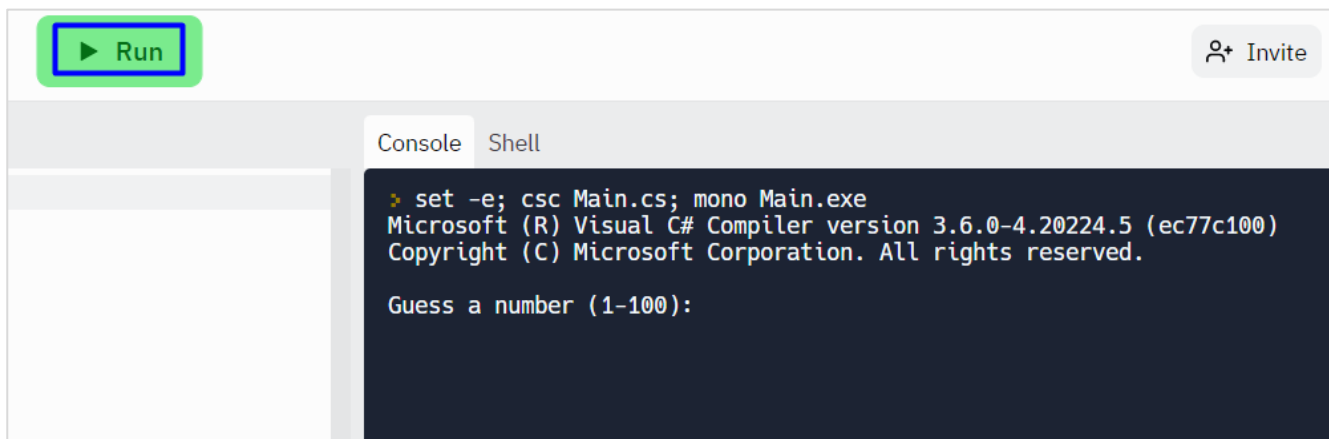 Run
Invite
Console Shell
> set -e; csc Main.cs; mono Main.exe
Microsoft (R) Visual C# Compiler version 3.6.0-4.20224.5 (ec77c100)
Copyright (C) Microsoft Corporation. All rights reserved.
Guess a number (1-100):